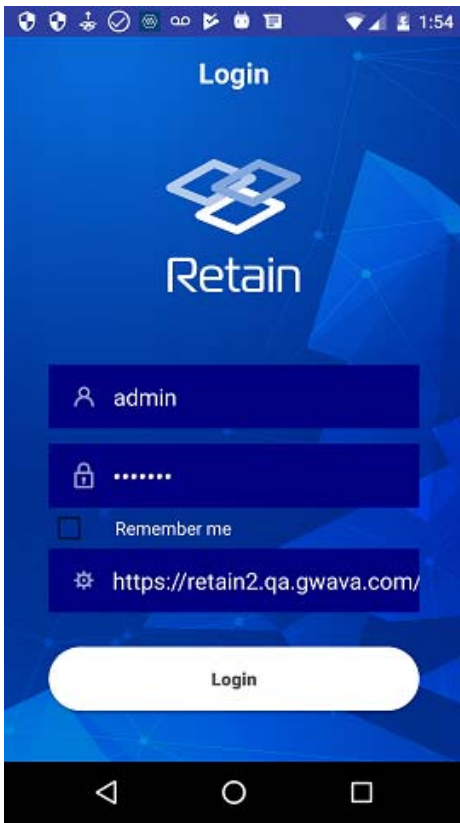 1:54
Login
Retain
admin
•••••••
Remember me
https://retain2.qa.gwava.com/
Login